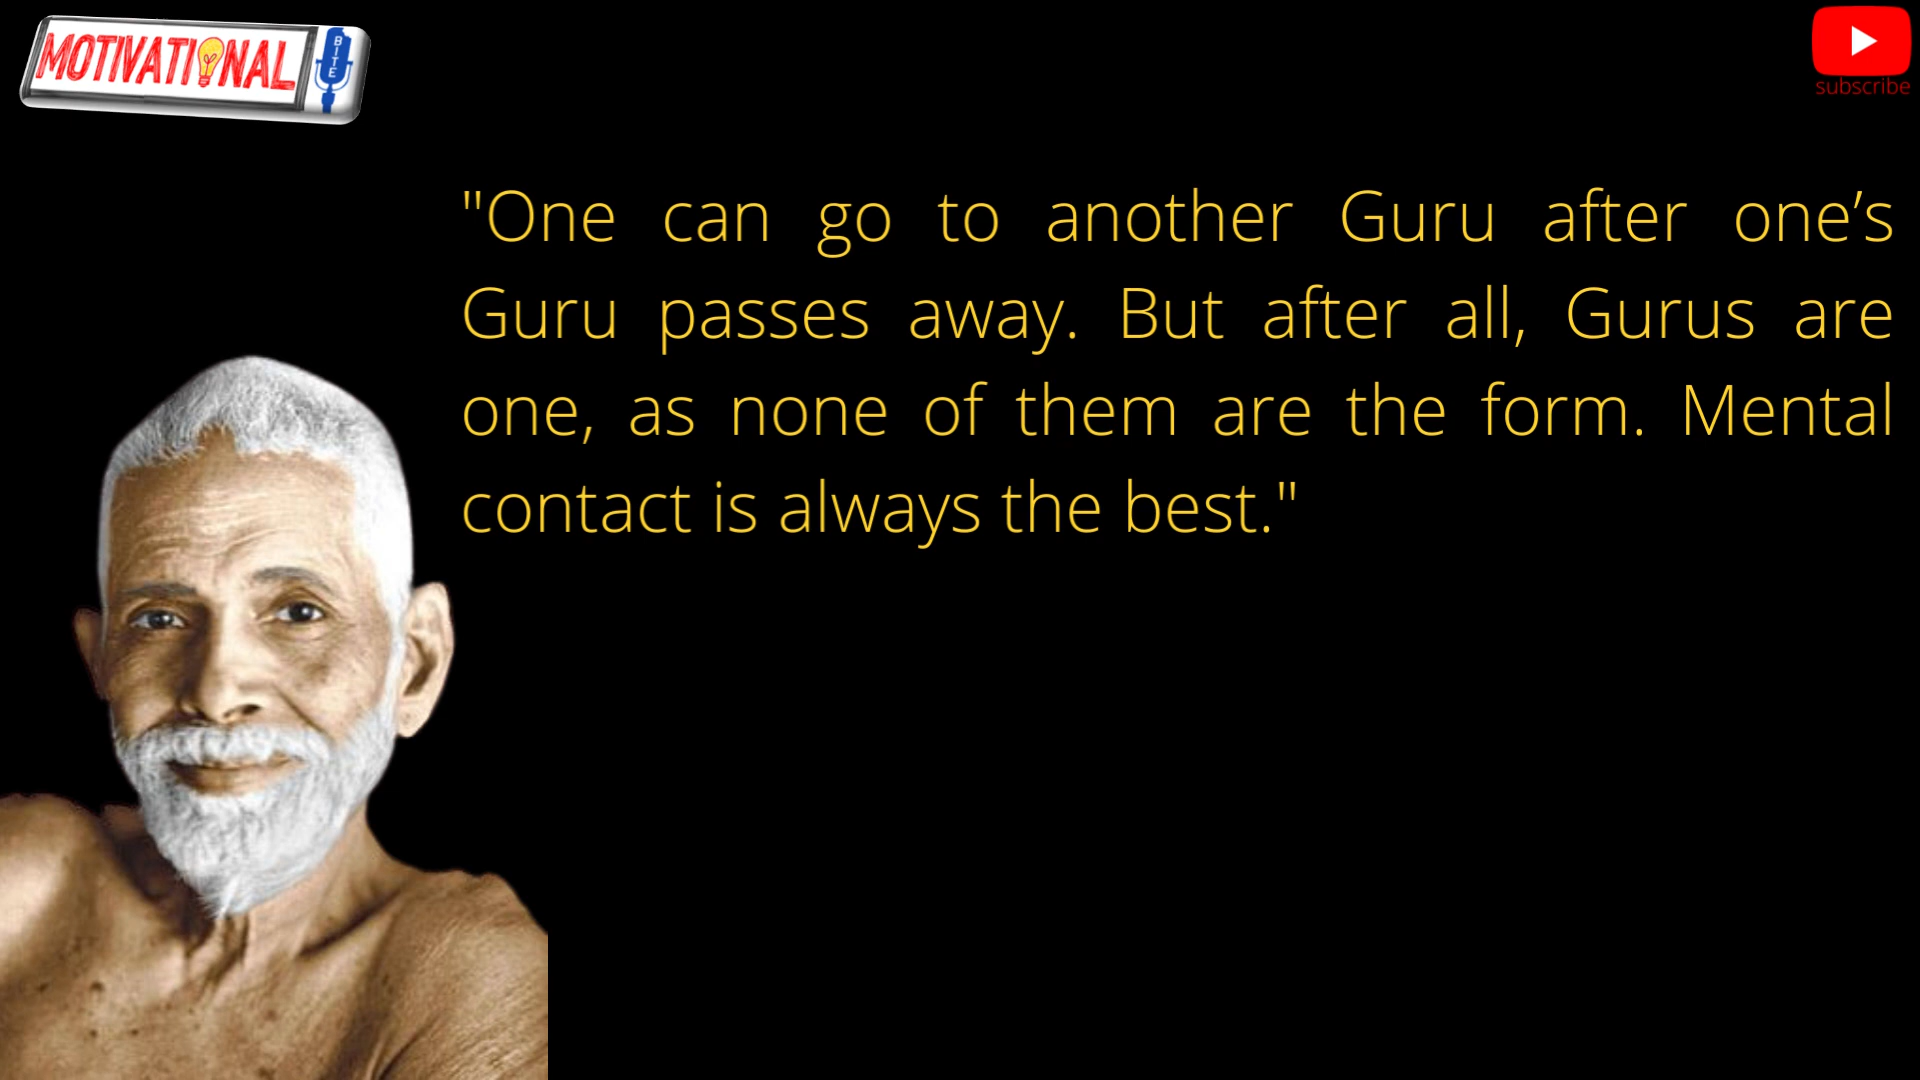 MOTIVATIONAL
BITE
subscribe
"One can go to another Guru after one’s
Guru passes away. But after all, Gurus are
one, as none of them are the form. Mental
contact is always the best."